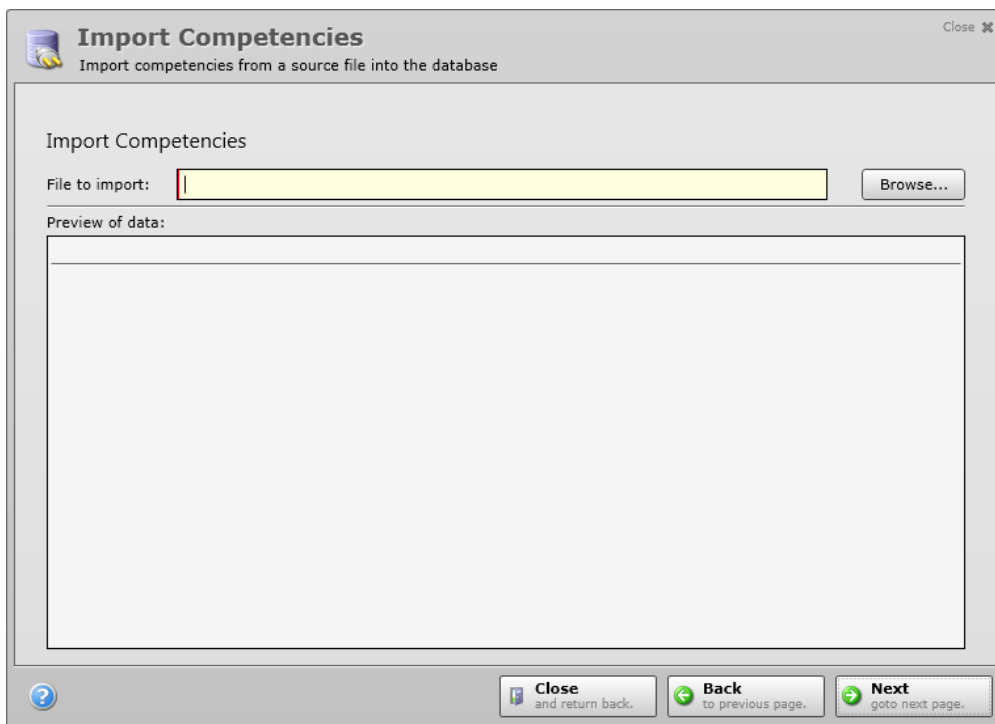 Import Competencies
Close
Import competencies from a source file into the database
Import Competencies
File to import:
Browse...
Preview of data:
Close
and return back.
Back
to previous page.
Next
goto next page.